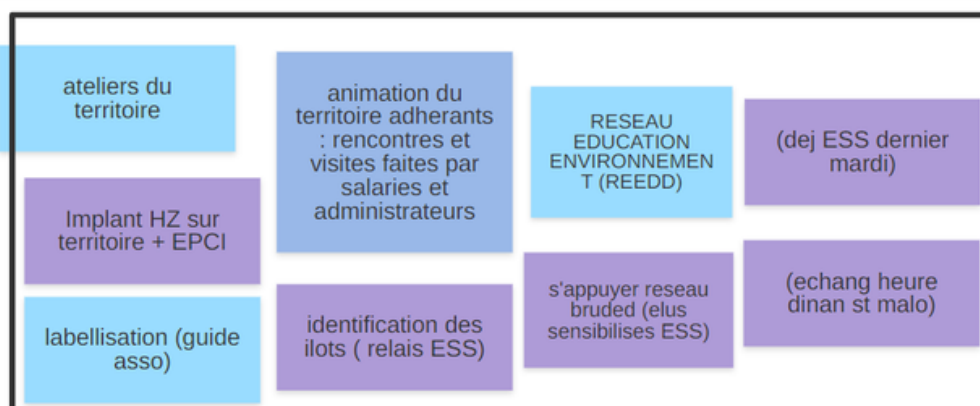 ateliers du
territoire
Implant HZ sur
territoire + EPCI
labellisation (guide
asso)
animation du
territoire adherants
: rencontres et
visites faites par
salaries et
administrateurs
identification des
ilots ( relais ESS)
RESEAU
EDUCATION
ENVIRONNEMEN
T (REEDD)
s'appuyer reseau
bruded (elus
sensibilises ESS)
(dej ESS dernier
mardi)
(echang heure
dinan st malo)